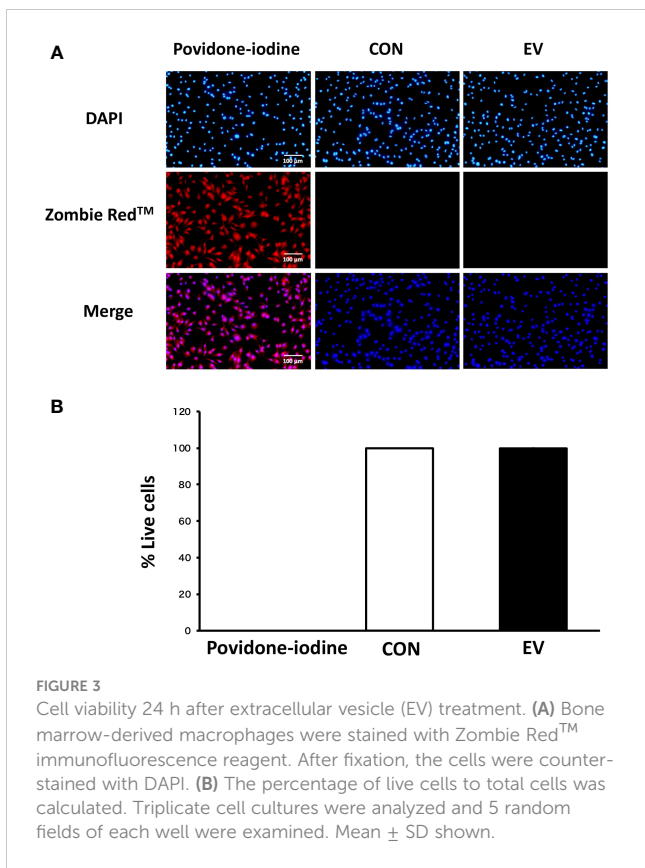 A
Povidone-iodine CON EV
DAPI
100 µm
Zombie Red™
100 µm
Merge
100 µm
B
120
100
80
60
40
20
0
% Live cells
Povidone-iodine CON EV
FIGURE 3
Cell viability 24 h after extracellular vesicle (EV) treatment. (A) Bone
marrow-derived macrophages were stained with Zombie Red™
immunofluorescence reagent. After fixation, the cells were counter-
stained with DAPI. (B) The percentage of live cells to total cells was
calculated. Triplicate cell cultures were analyzed and 5 random
fields of each well were examined. Mean ± SD shown.